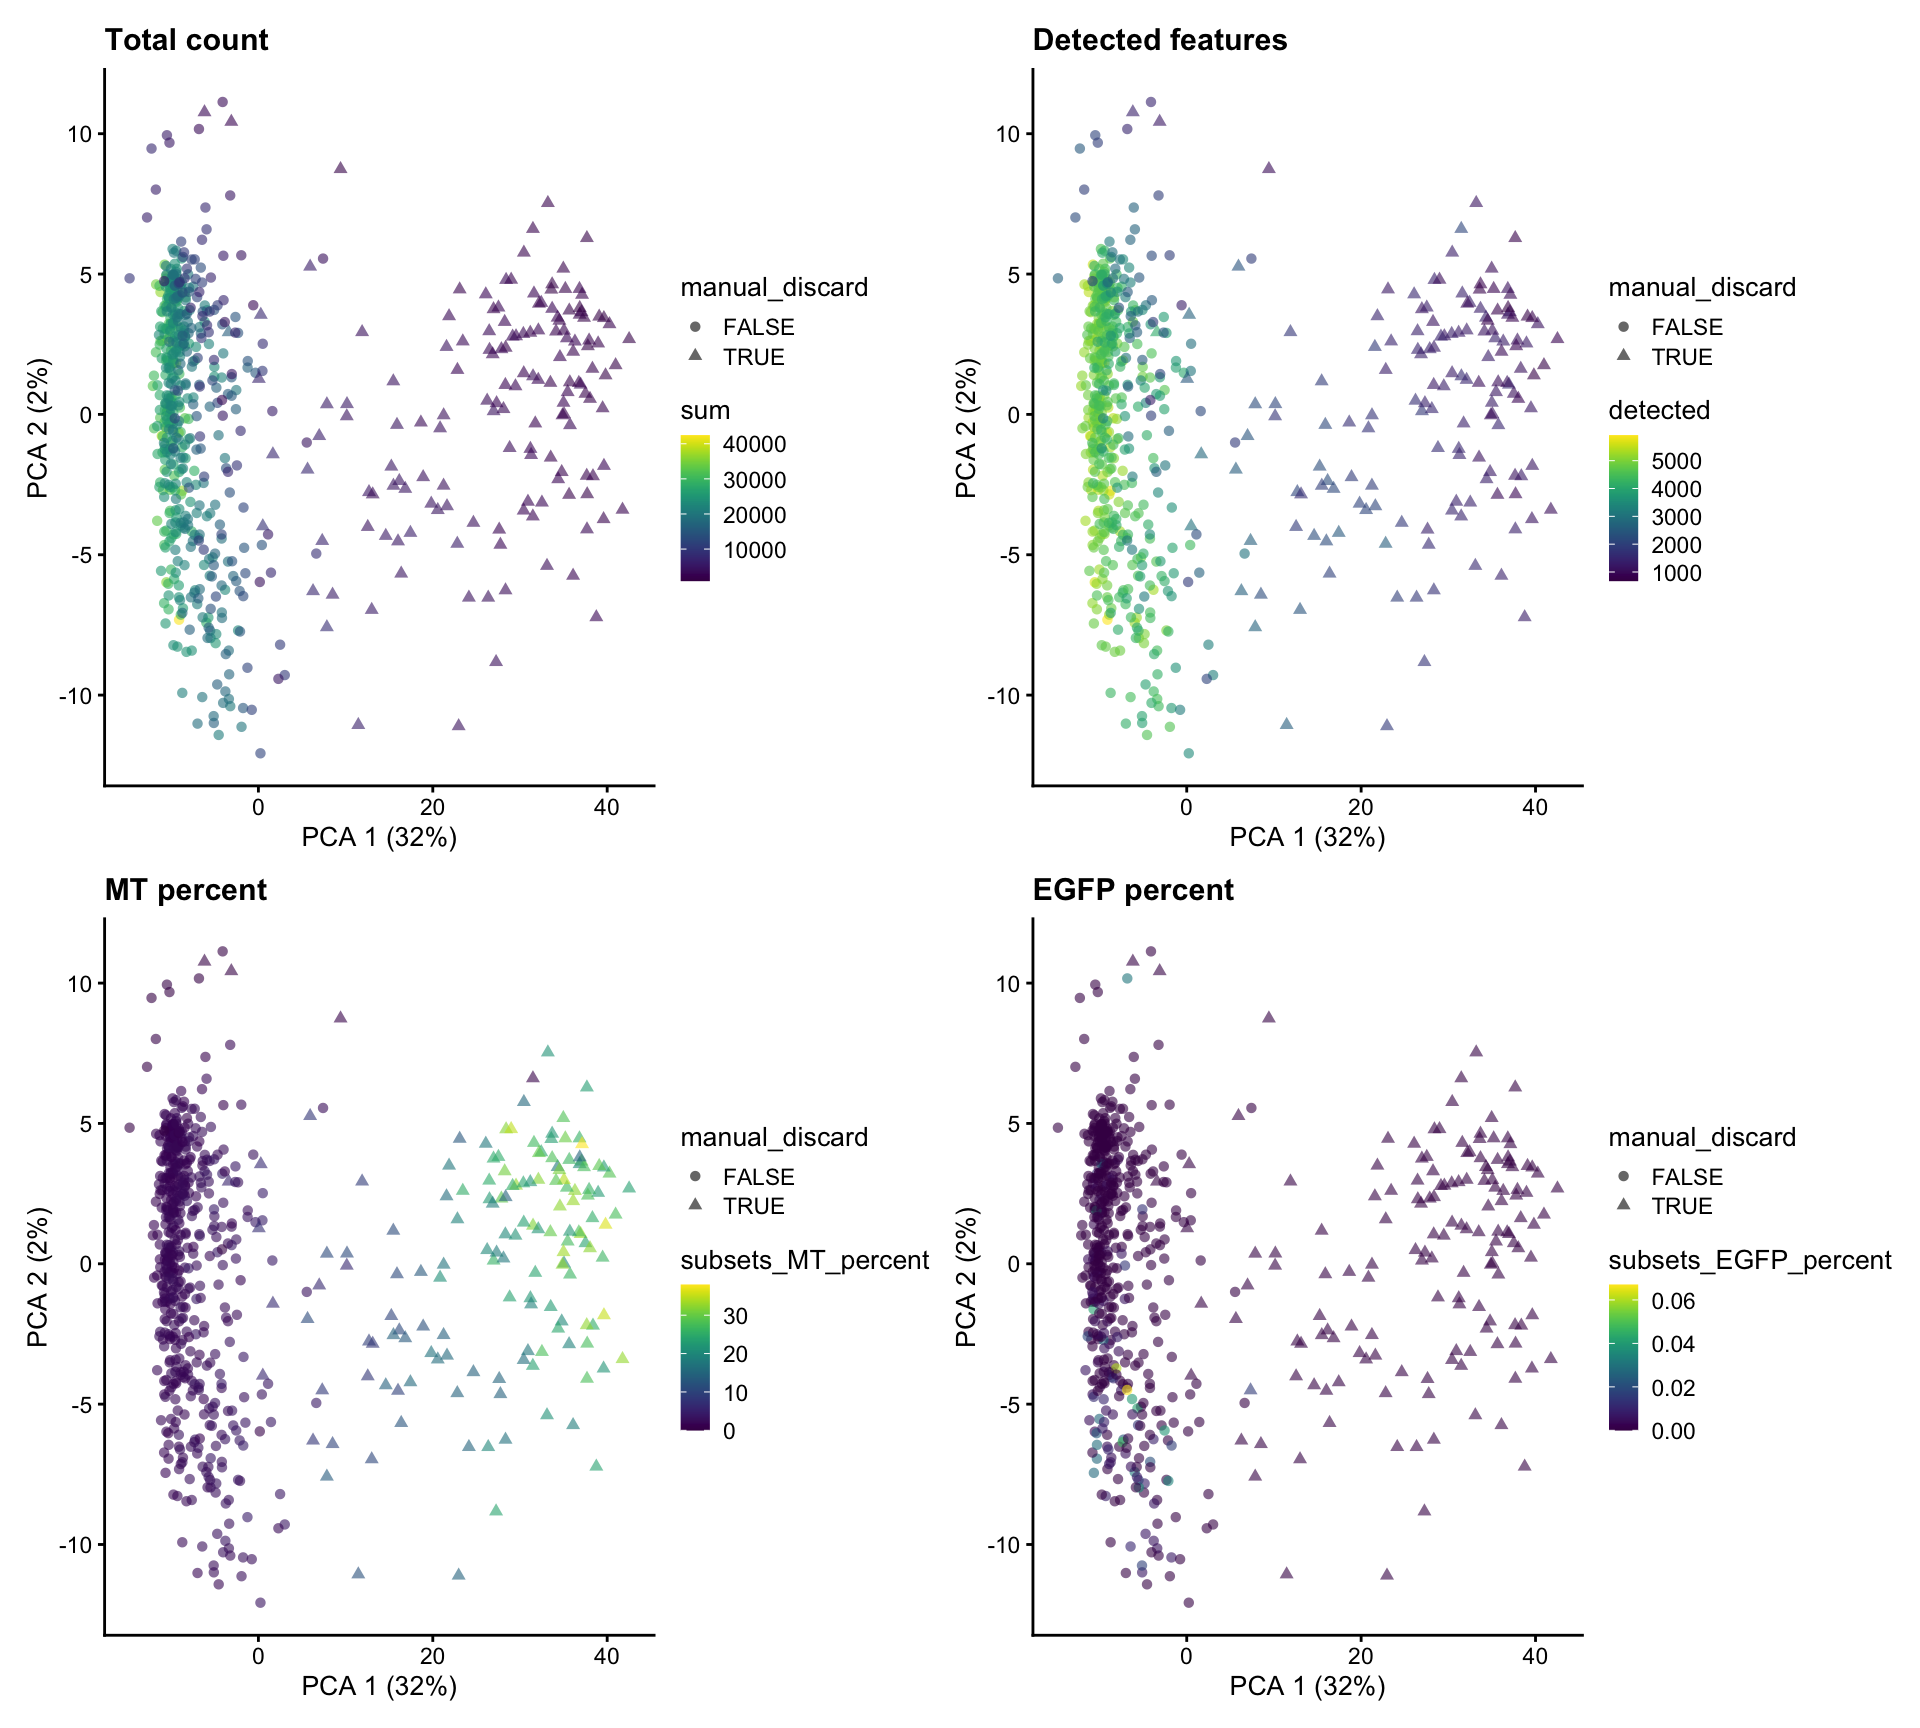 Total count
10
5
0
-5
-10
PCA 2 (2%)
0 20 40
PCA 1 (32%)
manual_discard
FALSE
TRUE
sum
40000
30000
20000
10000
Detected features
10
5
0
-5
-10
PCA 2 (2%)
0 20 40
PCA 1 (32%)
manual_discard
FALSE
TRUE
detected
5000
4000
3000
2000
1000
MT percent
10
5
0
-5
-10
PCA 2 (2%)
0 20 40
PCA 1 (32%)
manual_discard
FALSE
TRUE
subsets_MT_percent
30
20
10
0
EGFP percent
10
5
0
-5
-10
PCA 2 (2%)
0 20 40
PCA 1 (32%)
manual_discard
FALSE
TRUE
subsets_EGFP_percent
0.06
0.04
0.02
0.00